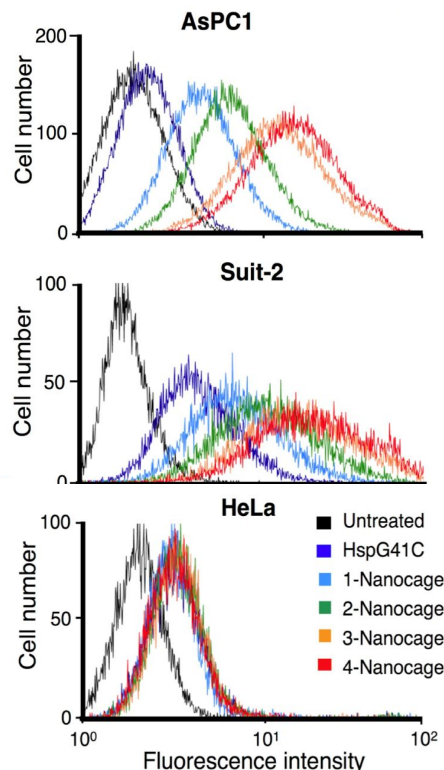 AsPC1
200
100
0
Cell number
Suit-2
100
50
0
Cell number
HeLa
100
50
0
Cell number
Untreated
HspG41C
1-Nanocage
2-Nanocage
3-Nanocage
4-Nanocage
10⁰ 10¹ 10²
Fluorescence intensity